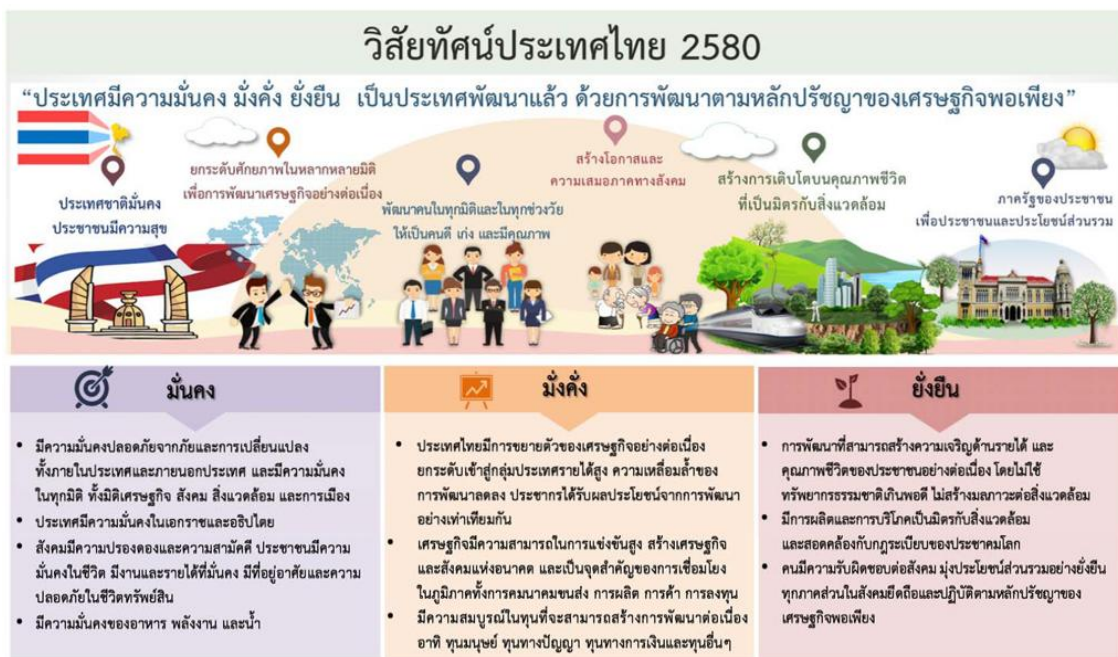 วิสัยทัศน์ประเทศไทย 2580
“ประเทศมีความมั่นคง มั่งคั่ง ยั่งยืน เป็นประเทศพัฒนาแล้ว ด้วยการพัฒนาตามหลักปรัชญาของเศรษฐกิจพอเพียง”
ประเทศชาติมั่นคง
ประชาชนมีความสุข
ยกระดับศักยภาพในหลากหลายมิติ
เพื่อการพัฒนาเศรษฐกิจอย่างต่อเนื่อง
พัฒนาคนในทุกมิติและในทุกช่วงวัย
ให้เป็นคนดี เก่ง และมีคุณภาพ
สร้างโอกาสและ
ความเสมอภาคทางสังคม
สร้างการเติบโตบนคุณภาพชีวิต
ที่เป็นมิตรกับสิ่งแวดล้อม
ภาครัฐของประชาชน
เพื่อประชาชนและประโยชน์ส่วนรวม
มั่นคง
• มีความมั่นคงปลอดภัยจากภัยและการเปลี่ยนแปลง
ทั้งภายในประเทศและภายนอกประเทศ และมีความมั่นคง
ในทุกมิติ ทั้งมิติเศรษฐกิจ สังคม สิ่งแวดล้อม และการเมือง
• ประเทศมีความมั่นคงในเอกราชและอธิปไตย
• สังคมมีความปรองดองและความสามัคคี ประชาชนมีความ
มั่นคงในชีวิต มีงานและรายได้ที่มั่นคง มีที่อยู่อาศัยและความ
ปลอดภัยในชีวิตทรัพย์สิน
• มีความมั่นคงของอาหาร พลังงาน และน้ำ
มั่งคั่ง
• ประเทศไทยมีการขยายตัวของเศรษฐกิจอย่างต่อเนื่อง
ยกระดับเข้าสู่กลุ่มประเทศรายได้สูง ความเหลื่อมล้ำของ
การพัฒนาลดลง ประชากรได้รับผลประโยชน์จากการพัฒนา
อย่างเท่าเทียมกัน
• เศรษฐกิจมีความสามารถในการแข่งขันสูง สร้างเศรษฐกิจ
และสังคมแห่งอนาคต และเป็นจุดสำคัญของการเชื่อมโยง
ในภูมิภาคทั้งการคมนาคมขนส่ง การผลิต การค้า การลงทุน
• มีความสมบูรณ์ในทุนที่จะสามารถสร้างการพัฒนาต่อเนื่อง
อาทิ ทุนมนุษย์ ทุนทางปัญญา ทุนทางการเงินและทุนอื่นๆ
ยั่งยืน
• การพัฒนาที่สามารถสร้างความเจริญด้านรายได้ และ
คุณภาพชีวิตของประชาชนอย่างต่อเนื่อง โดยไม่ใช้
ทรัพยากรธรรมชาติเกินพอดี ไม่สร้างมลภาวะต่อสิ่งแวดล้อม
• มีการผลิตและการบริโภคเป็นมิตรกับสิ่งแวดล้อม
และสอดคล้องกับกฎระเบียบของประชาคมโลก
• คนมีความรับผิดชอบต่อสังคม มุ่งประโยชน์ส่วนรวมอย่างยั่งยืน
ทุกภาคส่วนในสังคมยึดถือและปฏิบัติตามหลักปรัชญาของ
เศรษฐกิจพอเพียง